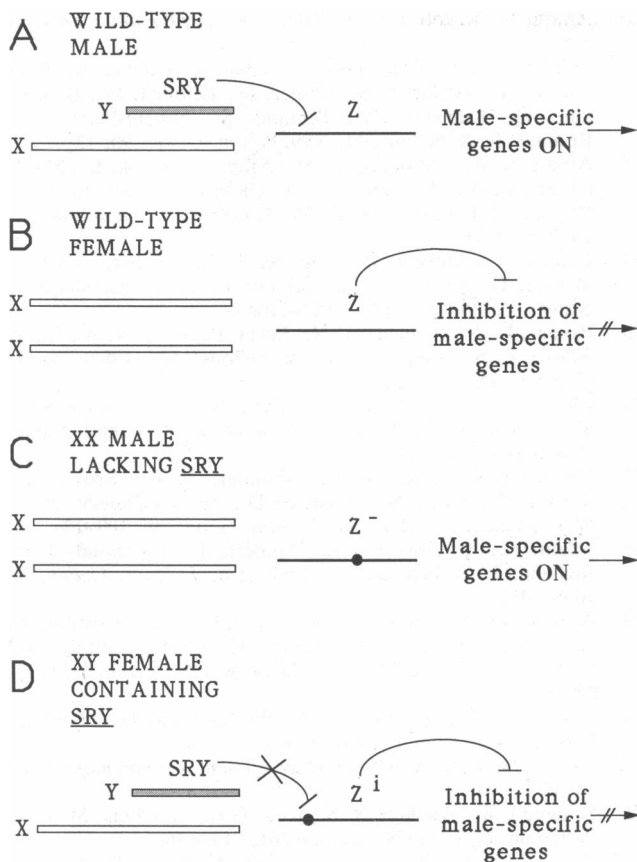 A
WILD-TYPE
MALE
SRY
Y
X
Z
Male-specific
genes ON
B
WILD-TYPE
FEMALE
X
X
Z
Inhibition of
male-specific
genes
C
XX MALE
LACKING SRY
X
X
Z⁻
Male-specific
genes ON
D
XY FEMALE
CONTAINING
SRY
SRY
Y
X
Zⁱ
Inhibition of
male-specific
genes